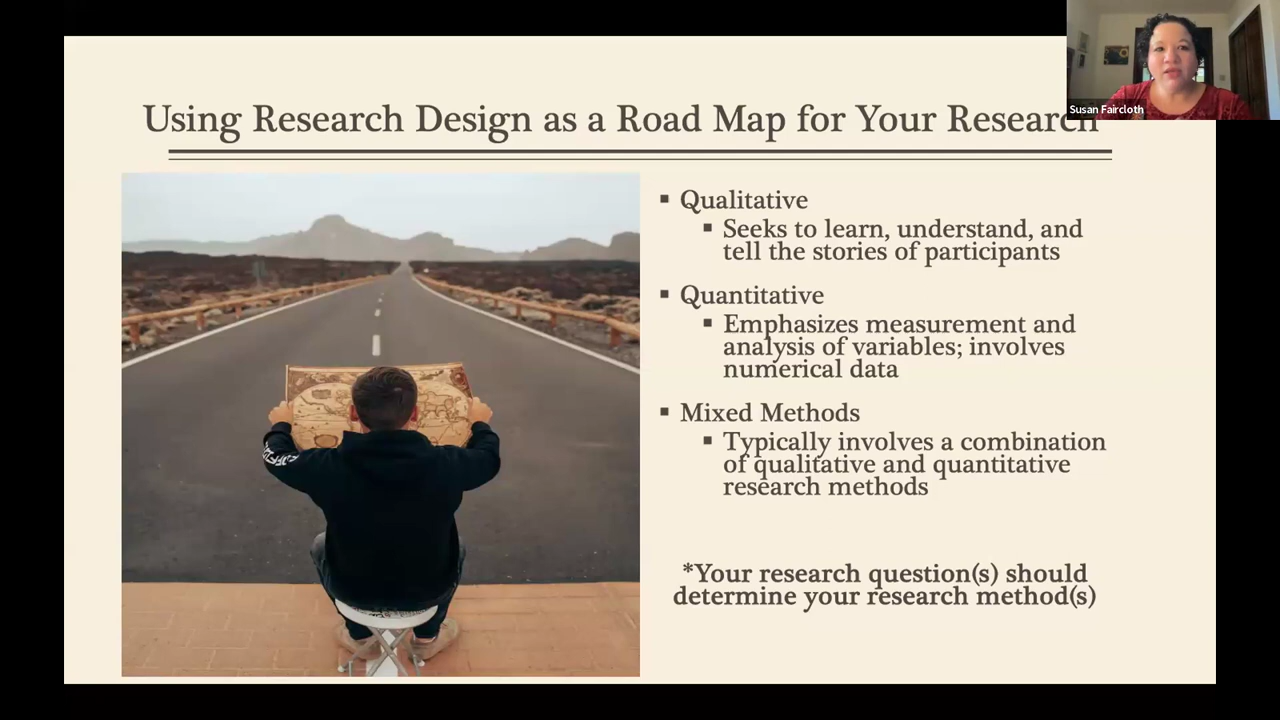 Susan Faircloth
Using Research Design as a Road Map for Your Research
▪ Qualitative
▪ Seeks to learn, understand, and
tell the stories of participants
▪ Quantitative
▪ Emphasizes measurement and
analysis of variables; involves
numerical data
▪ Mixed Methods
▪ Typically involves a combination
of qualitative and quantitative
research methods
*Your research question(s) should
determine your research method(s)